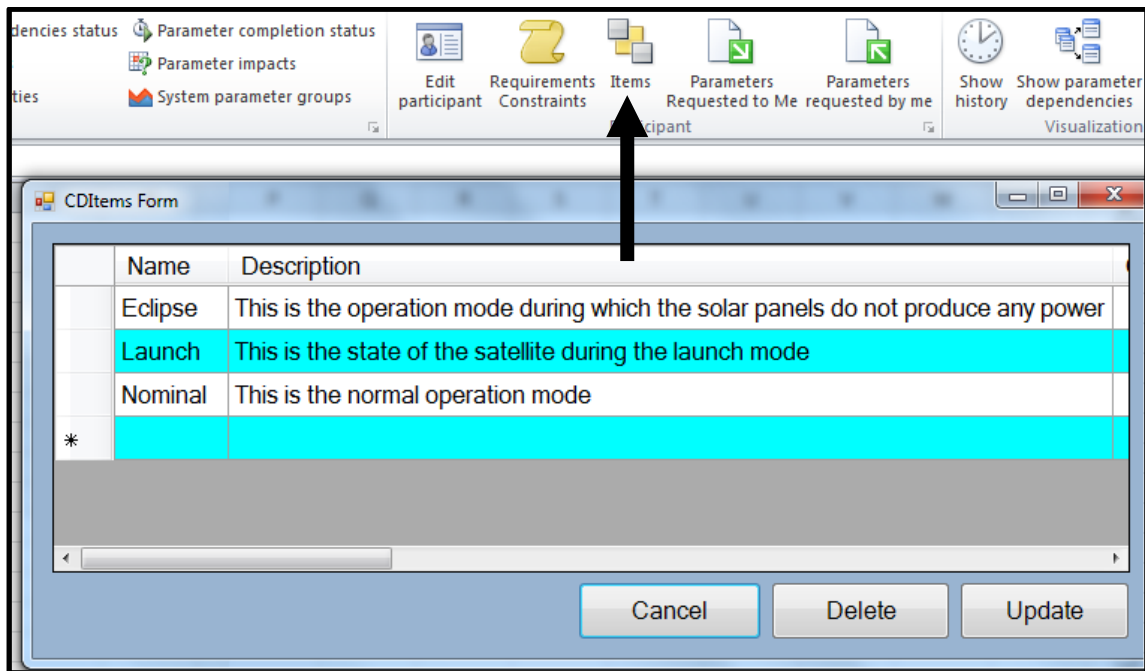 dencies status Parameter completion status
Parameter impacts
ties System parameter groups
Edit participant
Requirements Constraints
Items
Parameters Requested to Me
Parameters requested by me
Show history
Show parameter dependencies
cipant
Visualization
CDItems Form
Name Description
Eclipse This is the operation mode during which the solar panels do not produce any power
Launch This is the state of the satellite during the launch mode
Nominal This is the normal operation mode
*
Cancel Delete Update